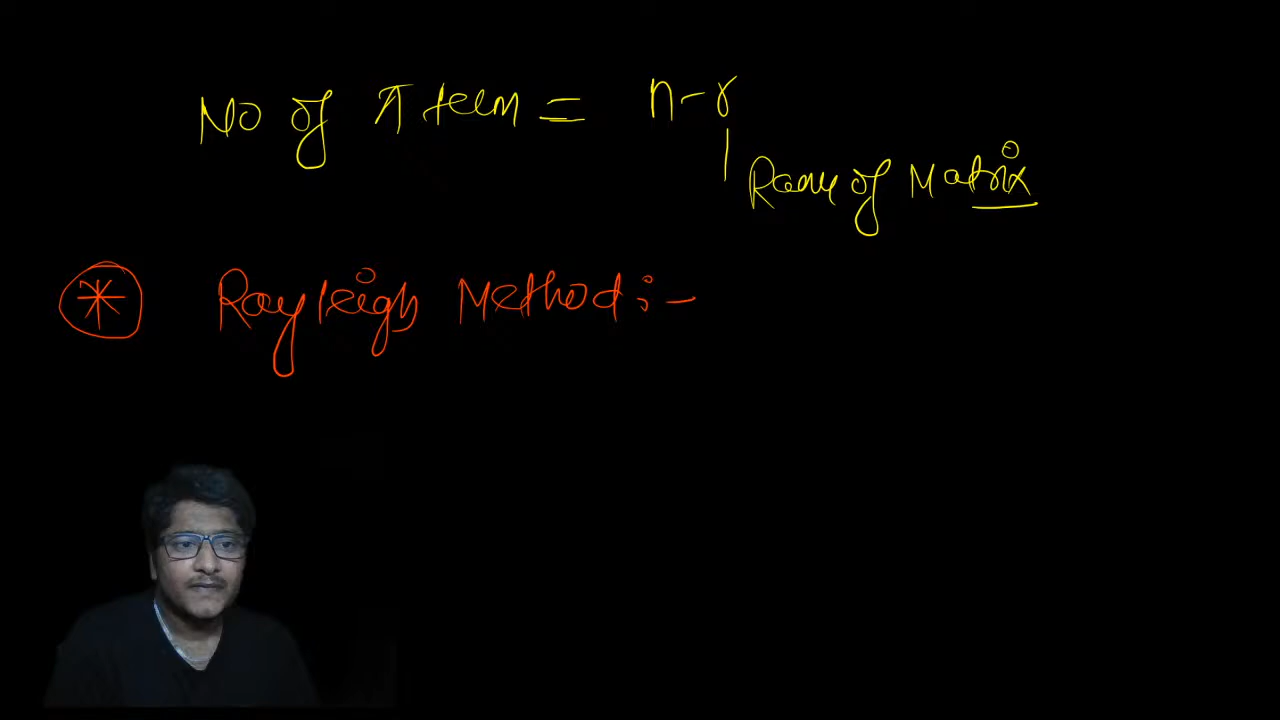 No of π term = n-r
Rank of Matrix
* Rayleigh Method :-